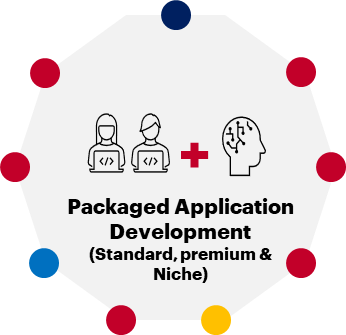 Packaged Application
Development
(Standard, premium &
Niche)